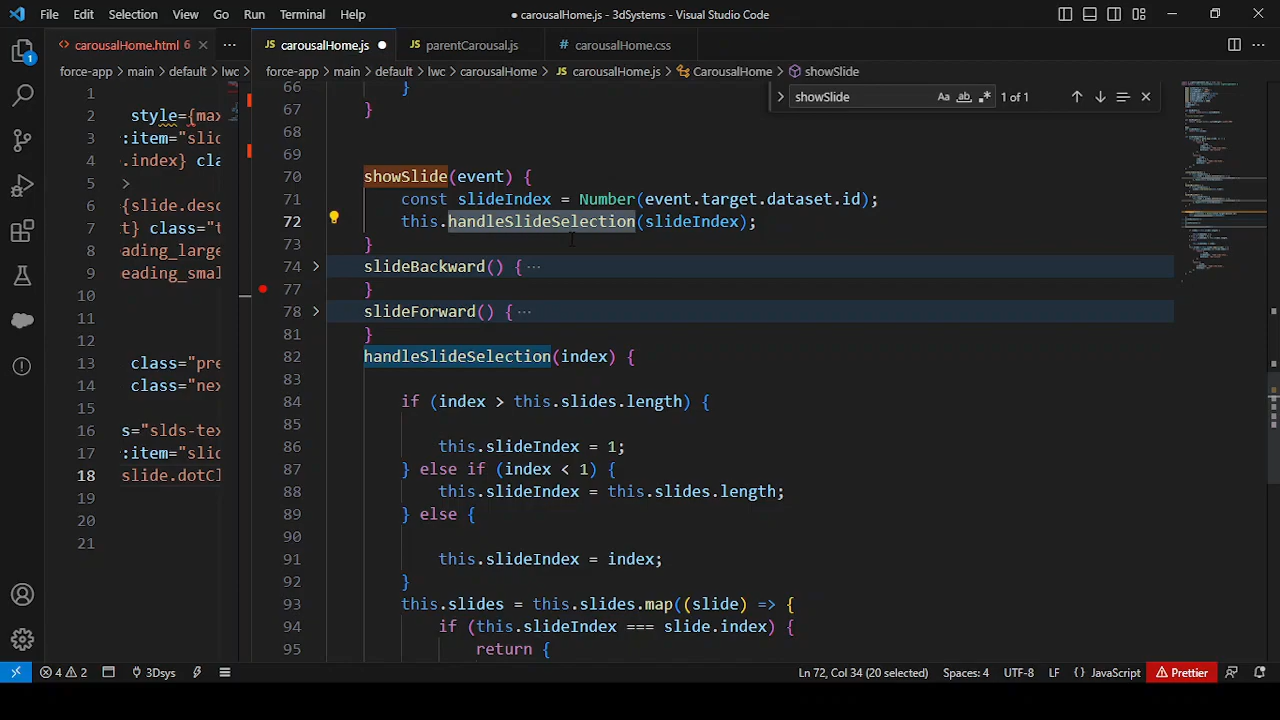 File Edit Selection View Go Run Terminal Help
● carousalHome.js - 3dSystems - Visual Studio Code
<> carousalHome.html 6 ×
JS carousalHome.js ●
JS parentCarousal.js
# carousalHome.css
force-app > main > default > lwc
force-app > main > default > lwc > carousalHome > JS carousalHome.js > CarousalHome > showSlide
showSlide
Aa ab .* 1 of 1
1
2 style={max
3 :item="slid
4 .index} cla
5 >
6 {slide.desc
7 t} class="t
8 eading_large
9 eading_smal
10
11
12
13 class="pre
14 class="nex
15
16 s="slds-tex
17 :item="slid
18 slide.dotCl
19
20
21
66 }
67 }
68
69
70 showSlide(event) {
71 const slideIndex = Number(event.target.dataset.id);
72 this.handleSlideSelection(slideIndex);
73 }
74 slideBackward() { ···
77 }
78 slideForward() { ···
81 }
82 handleSlideSelection(index) {
83
84 if (index > this.slides.length) {
85
86 this.slideIndex = 1;
87 } else if (index < 1) {
88 this.slideIndex = this.slides.length;
89 } else {
90
91 this.slideIndex = index;
92 }
93 this.slides = this.slides.map((slide) => {
94 if (this.slideIndex === slide.index) {
95 return {
4 2 3Dsys Ln 72, Col 34 (20 selected) Spaces: 4 UTF-8 LF {} JavaScript Prettier